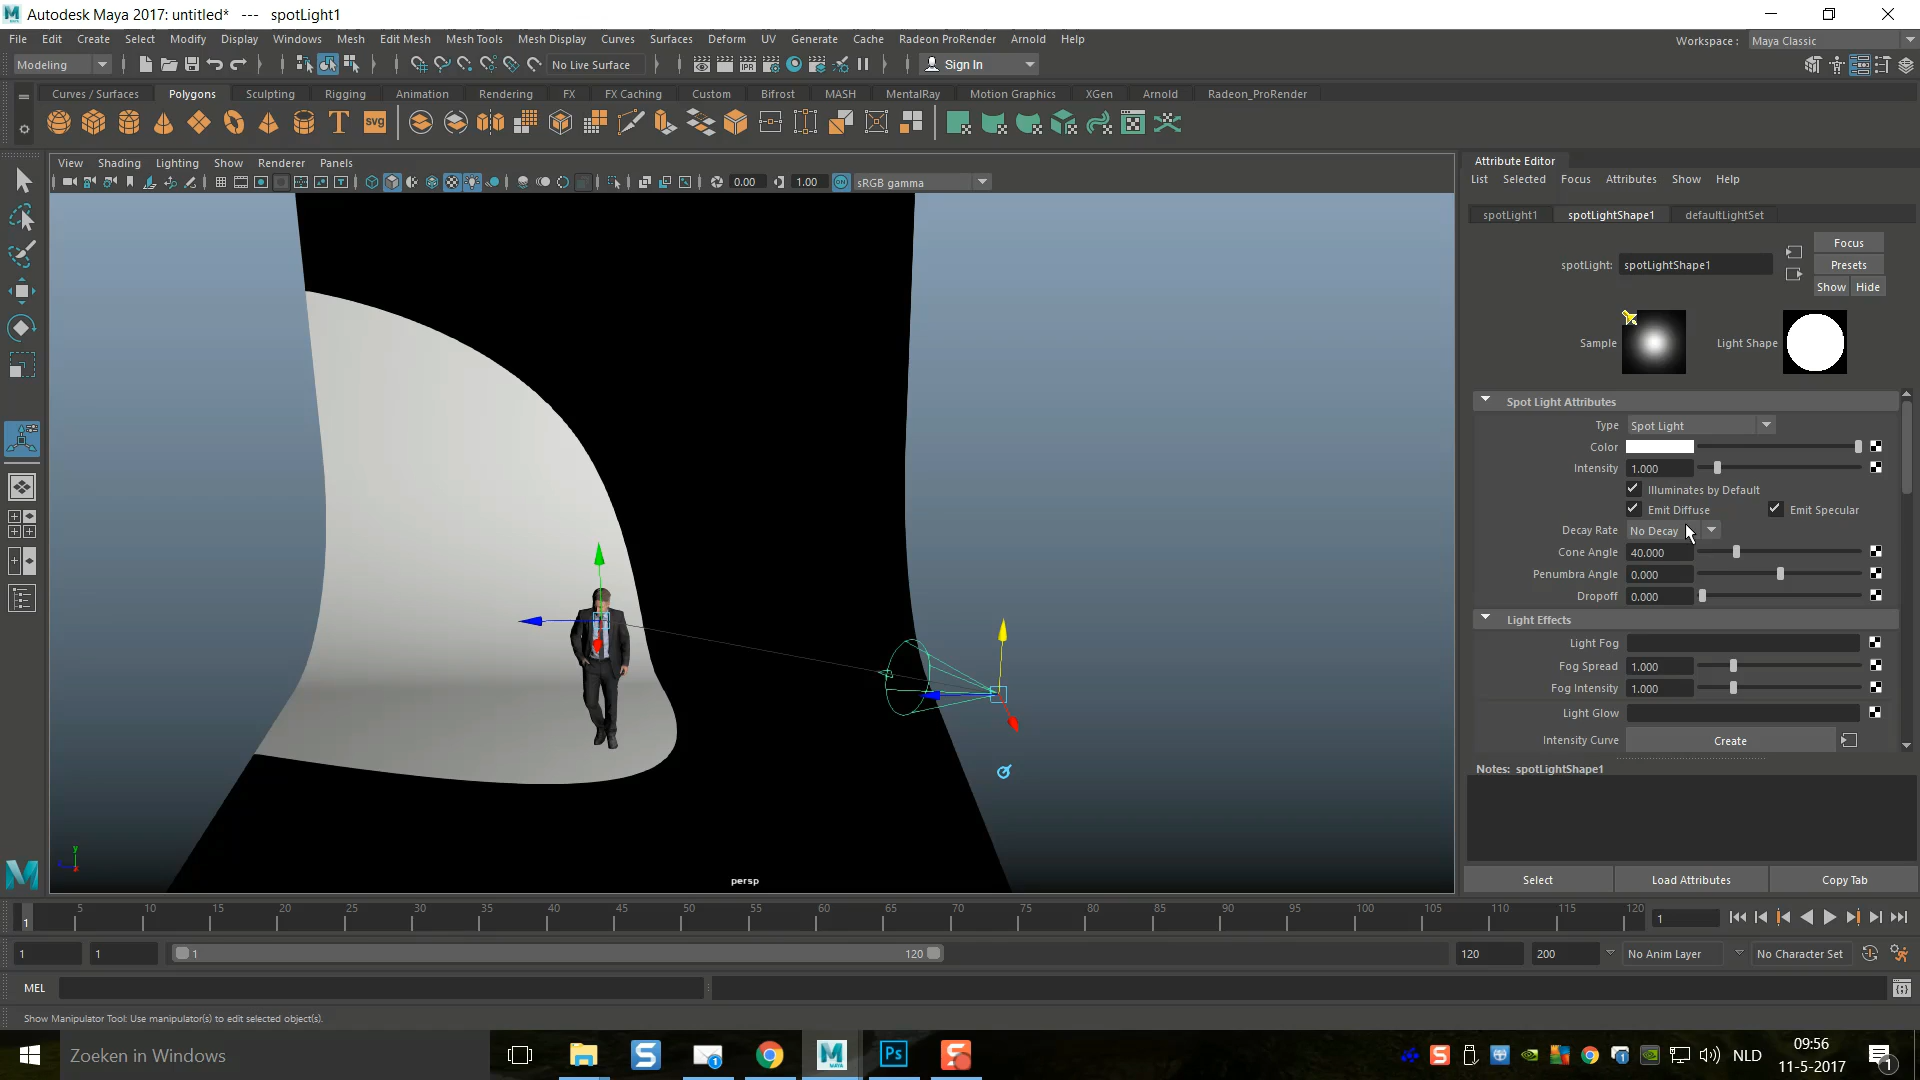 Autodesk Maya 2017: untitled* --- spotLight1
File Edit Create Select Modify Display Windows Mesh Edit Mesh Mesh Tools Mesh Display Curves Surfaces Deform UV Generate Cache Radeon ProRender Arnold Help
Workspace : Maya Classic
Modeling No Live Surface Sign In
Curves / Surfaces Polygons Sculpting Rigging Animation Rendering FX FX Caching Custom Bifrost MASH MentalRay Motion Graphics XGen Arnold Radeon_ProRender
View Shading Lighting Show Renderer Panels
0.00 1.00 sRGB gamma
persp
Attribute Editor
List Selected Focus Attributes Show Help
spotLight1 spotLightShape1 defaultLightSet
Focus
spotLight: spotLightShape1 Presets
Show Hide
Sample Light Shape
Spot Light Attributes
Type Spot Light
Color
Intensity 1.000
Illuminates by Default
Emit Diffuse Emit Specular
Decay Rate No Decay
Cone Angle 40.000
Penumbra Angle 0.000
Dropoff 0.000
Light Effects
Light Fog
Fog Spread 1.000
Fog Intensity 1.000
Light Glow
Intensity Curve Create
Notes: spotLightShape1
Select Load Attributes Copy Tab
1 5 10 15 20 25 30 35 40 45 50 55 60 65 70 75 80 85 90 95 100 105 110 115 120 1
1 1 1 120 120 200 No Anim Layer No Character Set
MEL
Show Manipulator Tool: Use manipulator(s) to edit selected object(s).
Zoeken in Windows
NLD
09:56
11-5-2017
1